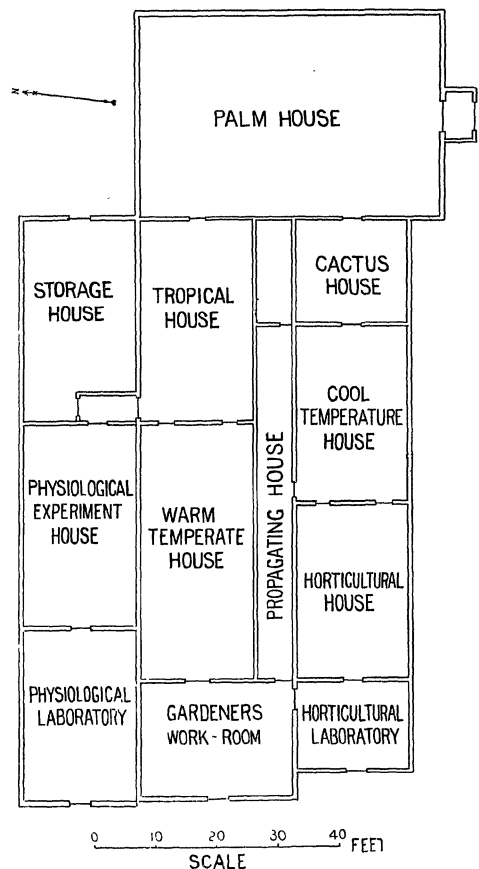 N
PALM HOUSE
STORAGE
HOUSE
TROPICAL
HOUSE
CACTUS
HOUSE
COOL
TEMPERATURE
HOUSE
PHYSIOLOGICAL
EXPERIMENT
HOUSE
WARM
TEMPERATE
HOUSE
PROPAGATING HOUSE
HORTICULTURAL
HOUSE
PHYSIOLOGICAL
LABORATORY
GARDENERS
WORK-ROOM
HORTICULTURAL
LABORATORY
0 10 20 30 40 FEET
SCALE